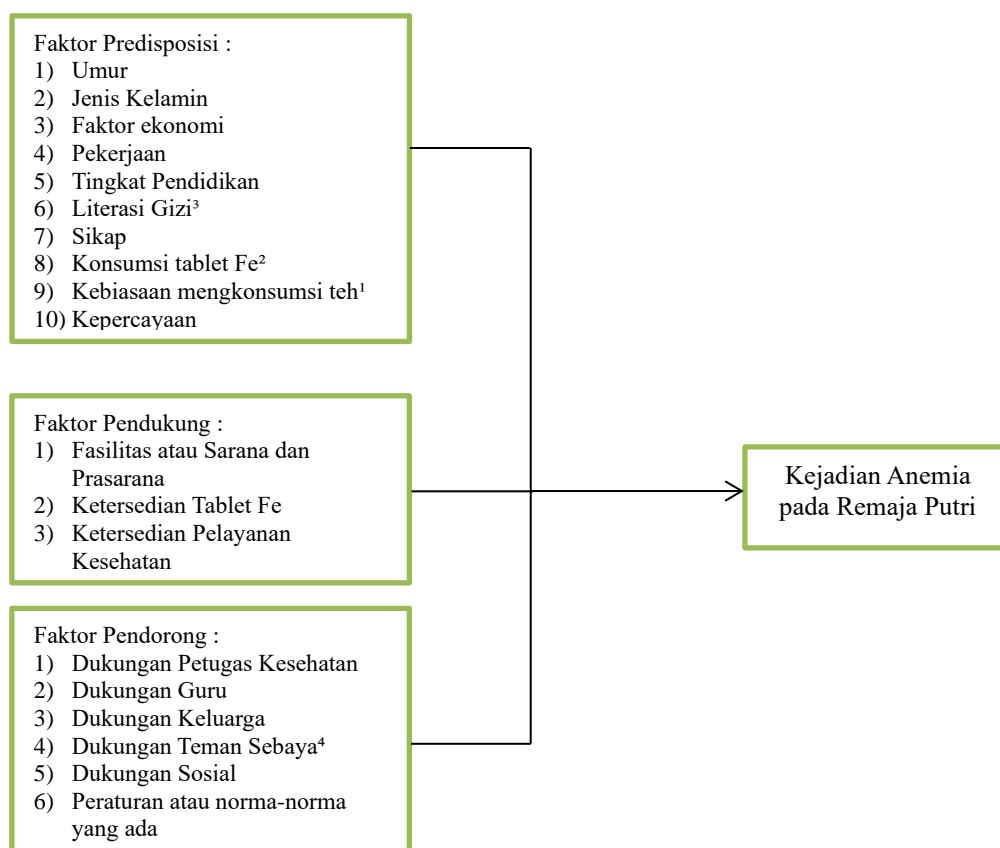 Faktor Predisposisi :
1) Umur
2) Jenis Kelamin
3) Faktor ekonomi
4) Pekerjaan
5) Tingkat Pendidikan
6) Literasi Gizi³
7) Sikap
8) Konsumsi tablet Fe²
9) Kebiasaan mengkonsumsi teh¹
10) Kepercayaan
Faktor Pendukung :
1) Fasilitas atau Sarana dan
Prasarana
2) Ketersedian Tablet Fe
3) Ketersedian Pelayanan
Kesehatan
Faktor Pendorong :
1) Dukungan Petugas Kesehatan
2) Dukungan Guru
3) Dukungan Keluarga
4) Dukungan Teman Sebaya⁴
5) Dukungan Sosial
6) Peraturan atau norma-norma
yang ada
Kejadian Anemia
pada Remaja Putri